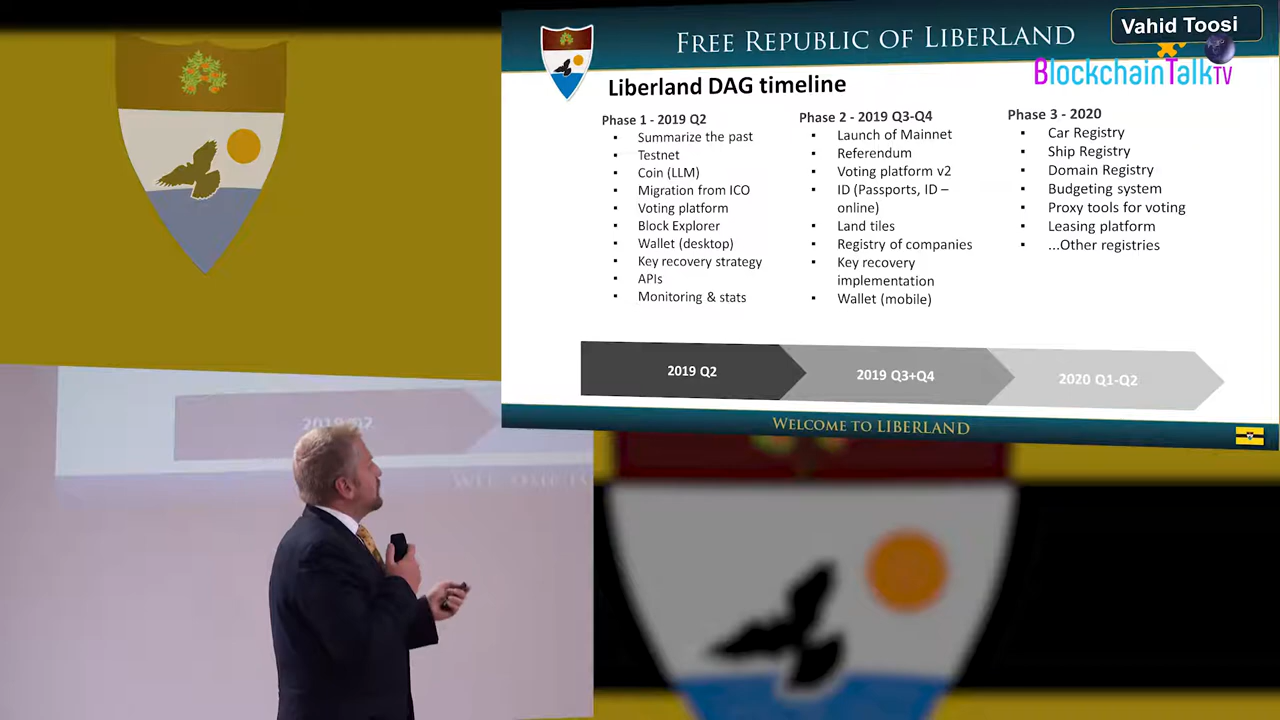 FREE REPUBLIC OF LIBERLAND
Vahid Toosi
BlockchainTalkTV
Liberland DAG timeline
Phase 1 - 2019 Q2
▪ Summarize the past
▪ Testnet
▪ Coin (LLM)
▪ Migration from ICO
▪ Voting platform
▪ Block Explorer
▪ Wallet (desktop)
▪ Key recovery strategy
▪ APIs
▪ Monitoring & stats
Phase 2 - 2019 Q3-Q4
▪ Launch of Mainnet
▪ Referendum
▪ Voting platform v2
▪ ID (Passports, ID –
online)
▪ Land tiles
▪ Registry of companies
▪ Key recovery
implementation
▪ Wallet (mobile)
Phase 3 - 2020
▪ Car Registry
▪ Ship Registry
▪ Domain Registry
▪ Budgeting system
▪ Proxy tools for voting
▪ Leasing platform
▪ ...Other registries
2019 Q2
2019 Q3+Q4
2020 Q1-Q2
WELCOME TO LIBERLAND
2019 Q2